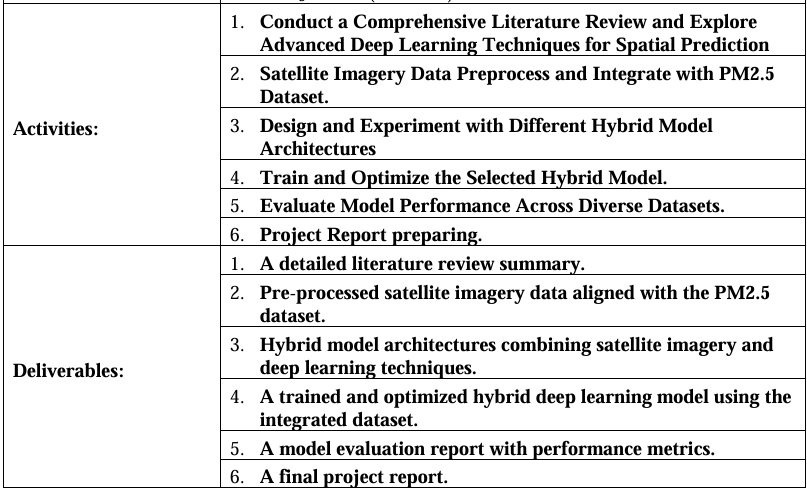 1. Conduct a Comprehensive Literature Review and Explore
Advanced Deep Learning Techniques for Spatial Prediction
2. Satellite Imagery Data Preprocess and Integrate with PM2.5
Dataset.
Activities:
3. Design and Experiment with Different Hybrid Model
Architectures
4. Train and Optimize the Selected Hybrid Model.
5. Evaluate Model Performance Across Diverse Datasets.
6. Project Report preparing.
1. A detailed literature review summary.
2. Pre-processed satellite imagery data aligned with the PM2.5
dataset.
3. Hybrid model architectures combining satellite imagery and
deep learning techniques.
Deliverables:
4. A trained and optimized hybrid deep learning model using the
integrated dataset.
5. A model evaluation report with performance metrics.
6. A final project report.